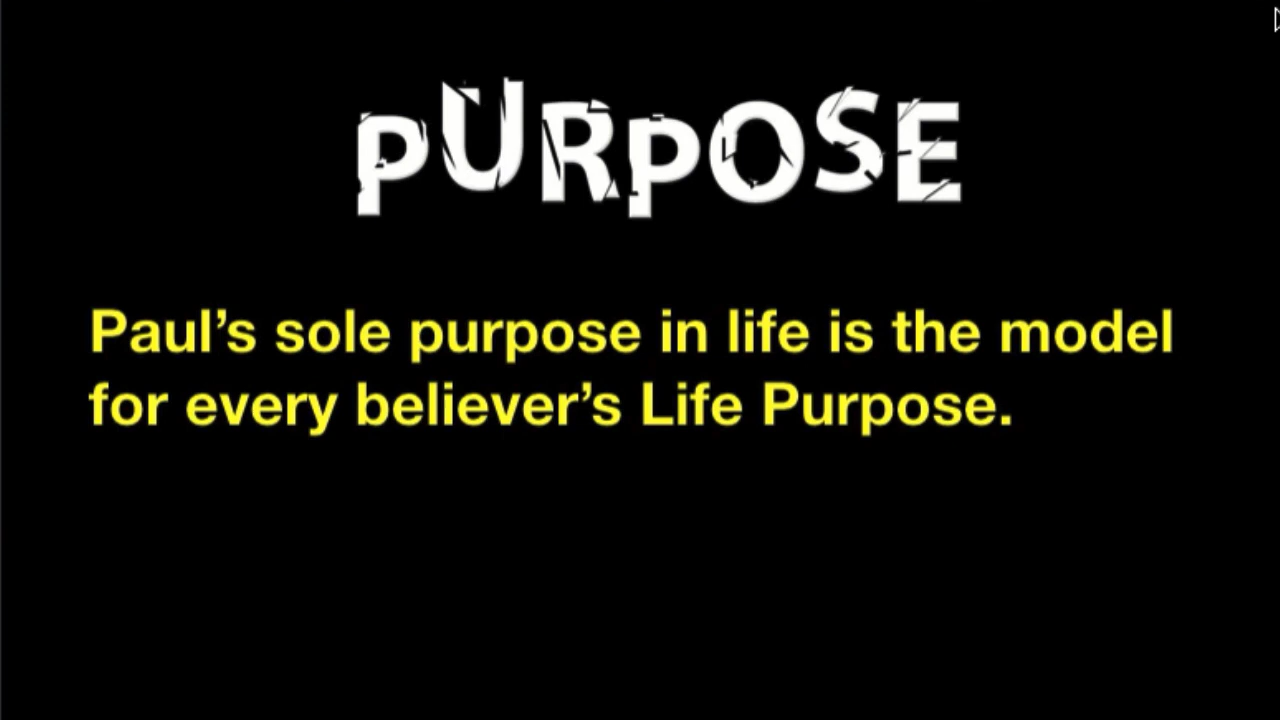 PURPOSE
Paul’s sole purpose in life is the model
for every believer’s Life Purpose.